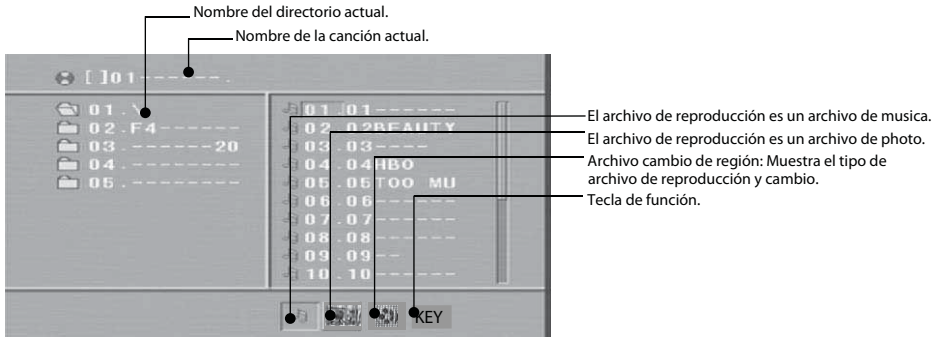 Nombre del directorio actual.
Nombre de la canción actual.
[ ]01-------.
01.\
02.F4------
03.------20
04.--------
05.--------
01.01------
02.02BEAUTY
03.03------
04.04HBO
05.05TOO MU
06.06------
07.07------
08.08------
09.09--
10.10------
KEY
El archivo de reproducción es un archivo de musica.
El archivo de reproducción es un archivo de photo.
Archivo cambio de región: Muestra el tipo de
archivo de reproducción y cambio.
Tecla de función.